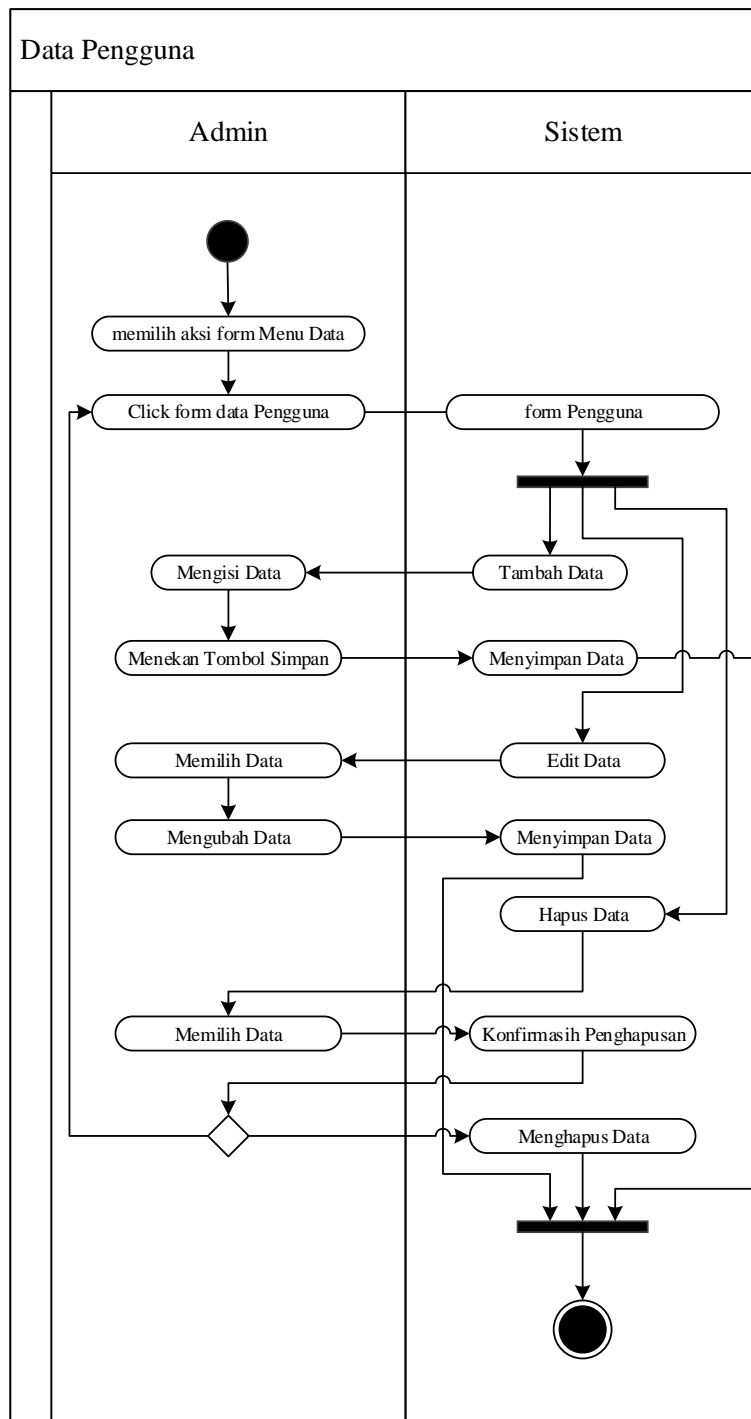 Data Pengguna
Admin
Sistem
memilih aksi form Menu Data
Click form data Pengguna
form Pengguna
Mengisi Data
Tambah Data
Menekan Tombol Simpan
Menyimpan Data
Memilih Data
Edit Data
Mengubah Data
Menyimpan Data
Hapus Data
Memilih Data
Konfirmasih Penghapusan
Menghapus Data